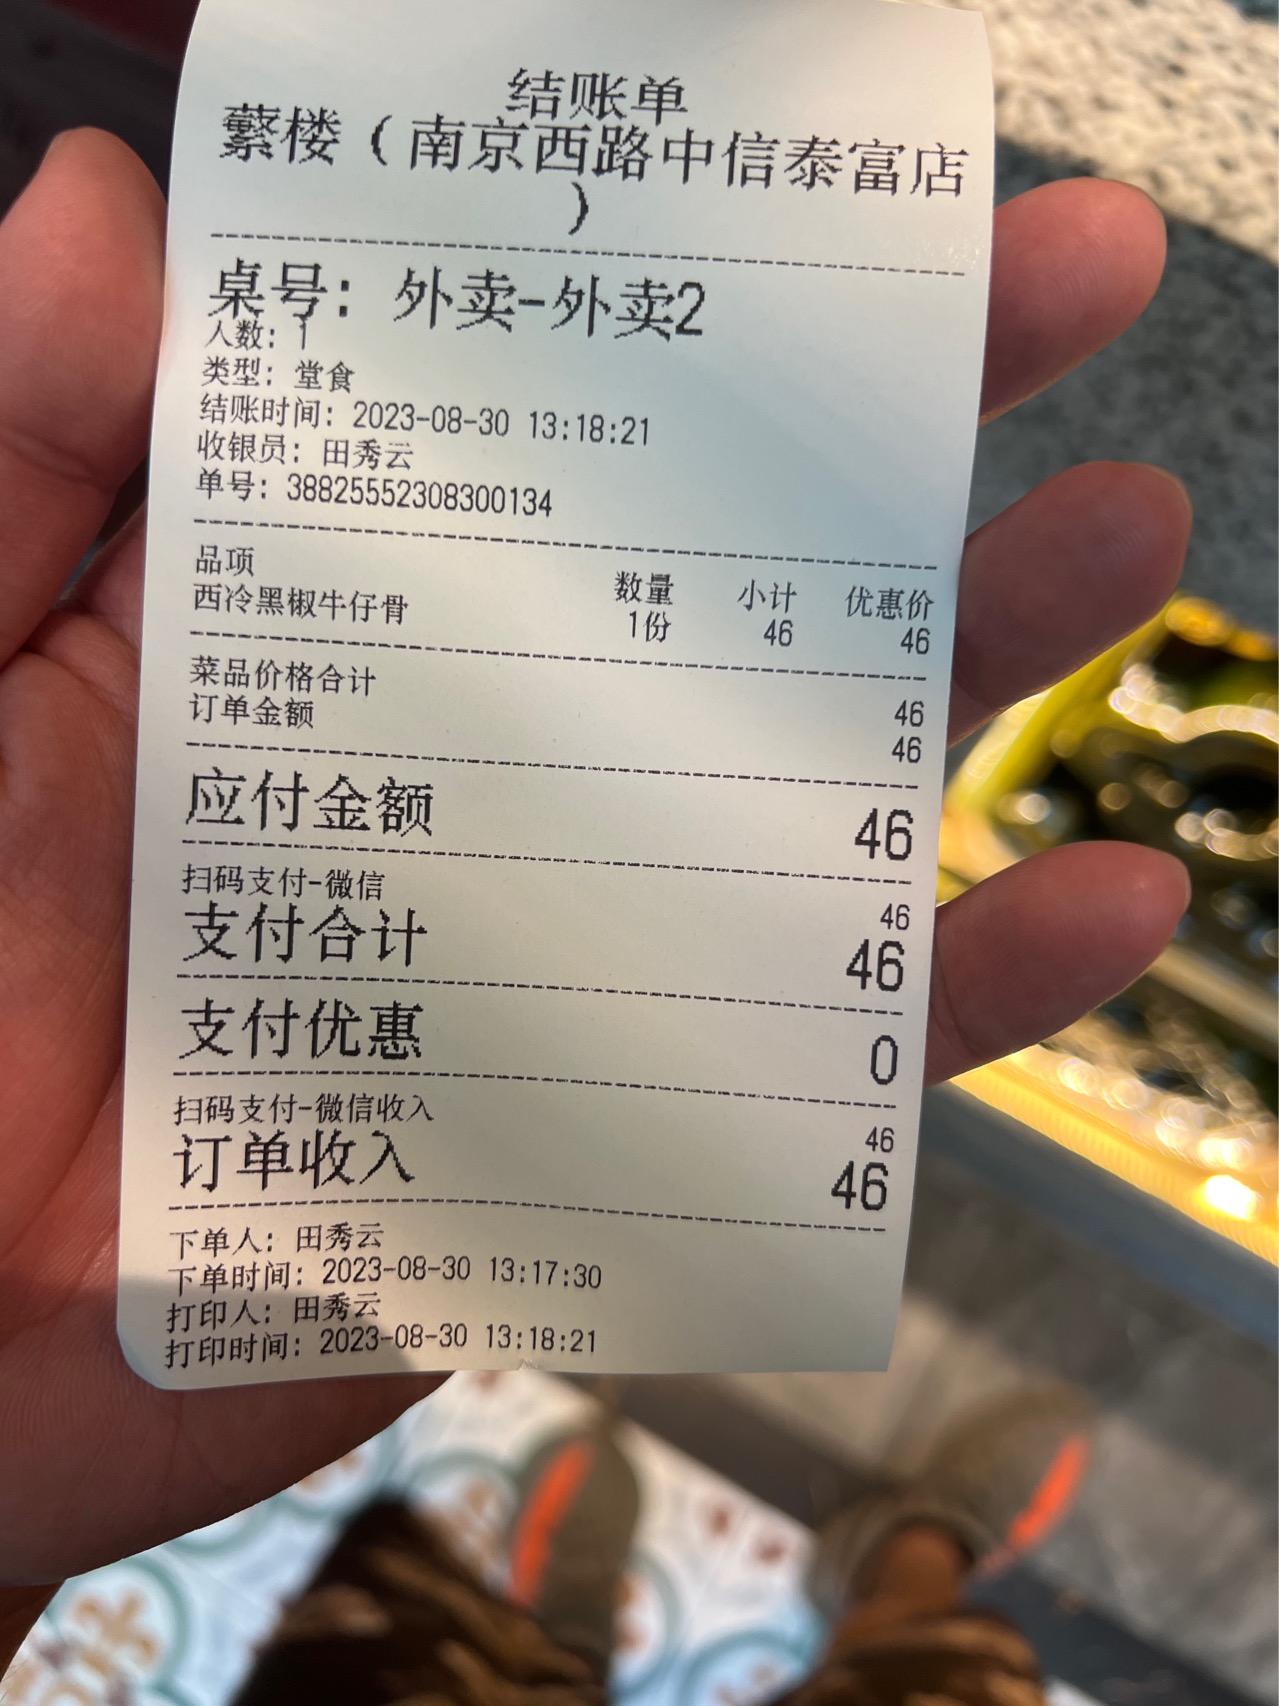 结账单
蘩楼（南京西路中信泰富店
）
桌号：外卖-外卖2
人数：1
类型：堂食
结账时间：2023-08-30 13:18:21
收银员：田秀云
单号：38825552308300134
品项 数量 小计 优惠价
西冷黑椒牛仔骨 1份 46 46
菜品价格合计 46
订单金额 46
应付金额 46
扫码支付-微信 46
支付合计 46
支付优惠 0
扫码支付-微信收入 46
订单收入 46
下单人：田秀云
下单时间：2023-08-30 13:17:30
打印人：田秀云
打印时间：2023-08-30 13:18:21